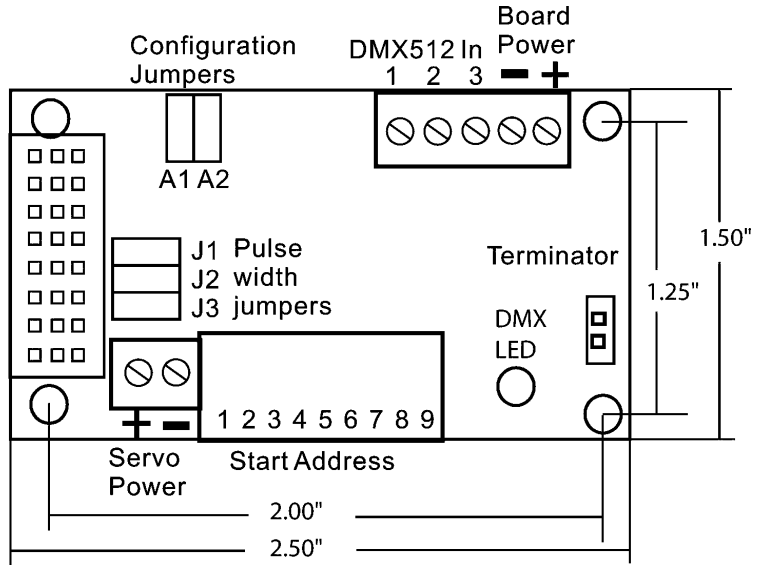 Board
Configuration DMX512 In Power
Jumpers 1 2 3 − +
A1 A2
1.50"
J1 Pulse
Terminator
J2 width
1.25"
J3 jumpers
DMX
LED
1 2 3 4 5 6 7 8 9
+ −
Servo Start Address
Power
2.00"
2.50"